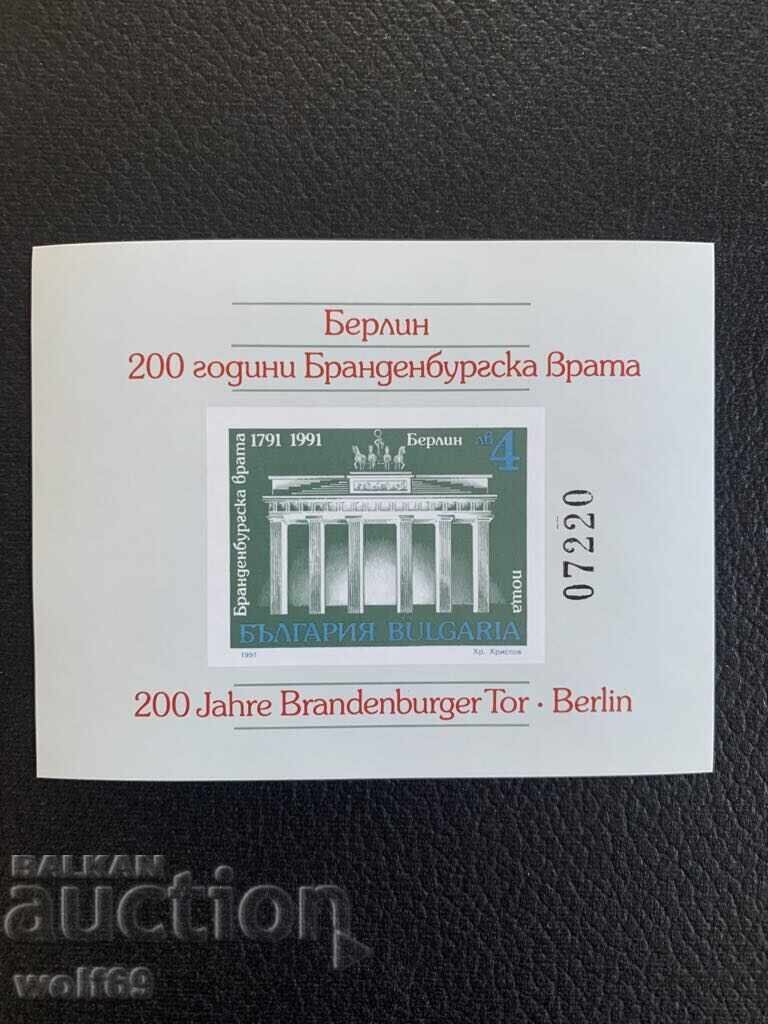 Берлин
200 години Бранденбургска врата
1791 1991
Берлин
лв 4
Бранденбургска врата
поща
БЪЛГАРИЯ BULGARIA
1991
Хр. Христов
07220
200 Jahre Brandenburger Tor · Berlin
BALKAN
auction
wolf69